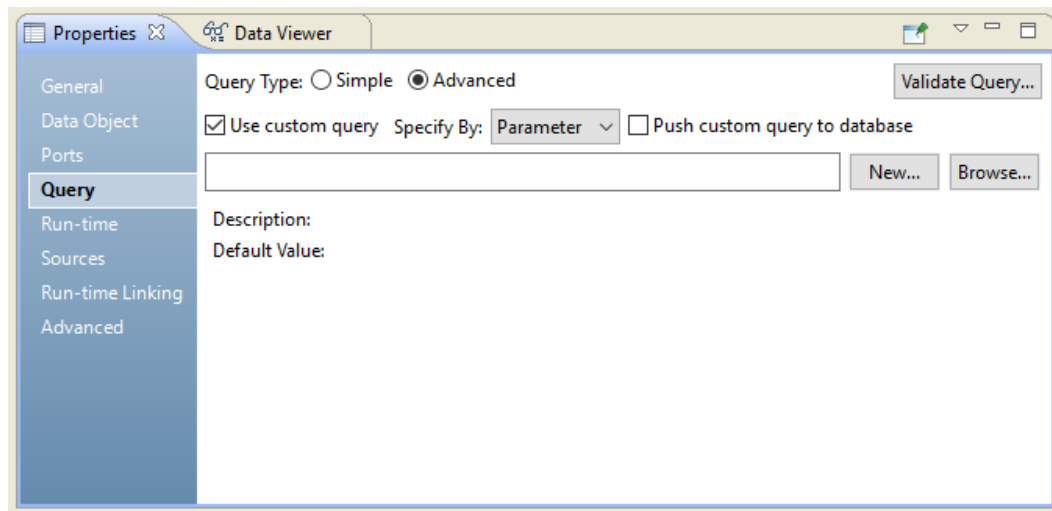 Properties Data Viewer
General
Data Object
Ports
Query
Run-time
Sources
Run-time Linking
Advanced
Query Type: Simple Advanced Validate Query...
Use custom query Specify By: Parameter Push custom query to database
New... Browse...
Description:
Default Value: